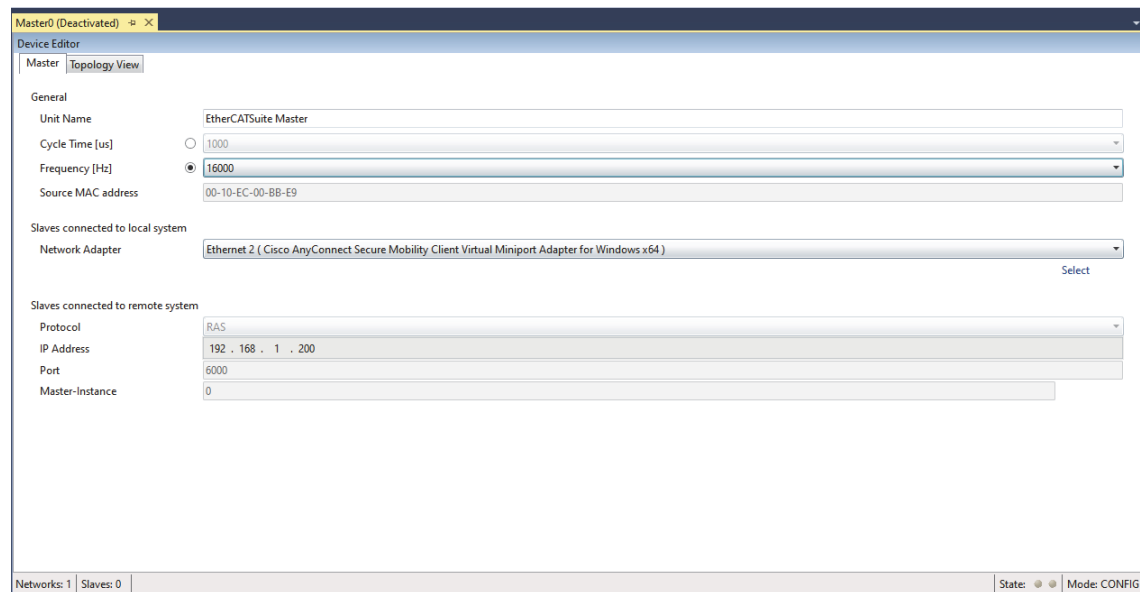 Master0 (Deactivated)
Device Editor
Master Topology View
General
Unit Name EtherCATSuite Master
Cycle Time [us] 1000
Frequency [Hz] 16000
Source MAC address 00-10-EC-00-BB-E9
Slaves connected to local system
Network Adapter Ethernet 2 ( Cisco AnyConnect Secure Mobility Client Virtual Miniport Adapter for Windows x64 )
Select
Slaves connected to remote system
Protocol RAS
IP Address 192 . 168 . 1 . 200
Port 6000
Master-Instance 0
Networks: 1 Slaves: 0 State: Mode: CONFIG